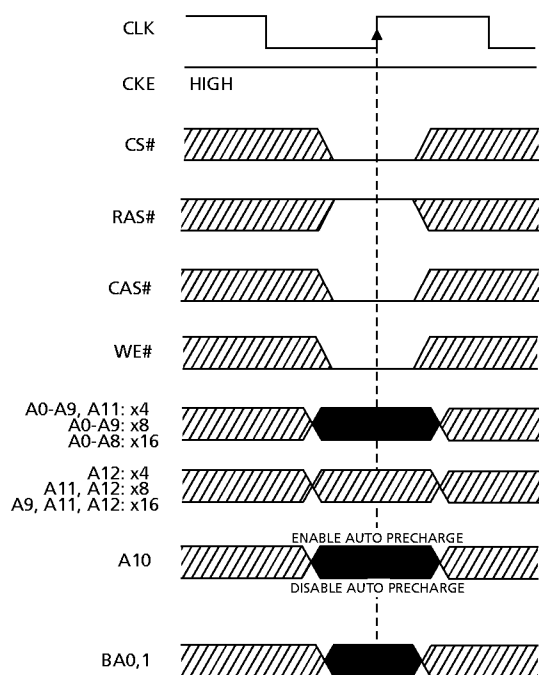 CLK
CKE HIGH
CS#
RAS#
CAS#
WE#
A0-A9, A11: x4
A0-A9: x8
A0-A8: x16
A12: x4
A11, A12: x8
A9, A11, A12: x16
ENABLE AUTO PRECHARGE
A10
DISABLE AUTO PRECHARGE
BA0,1